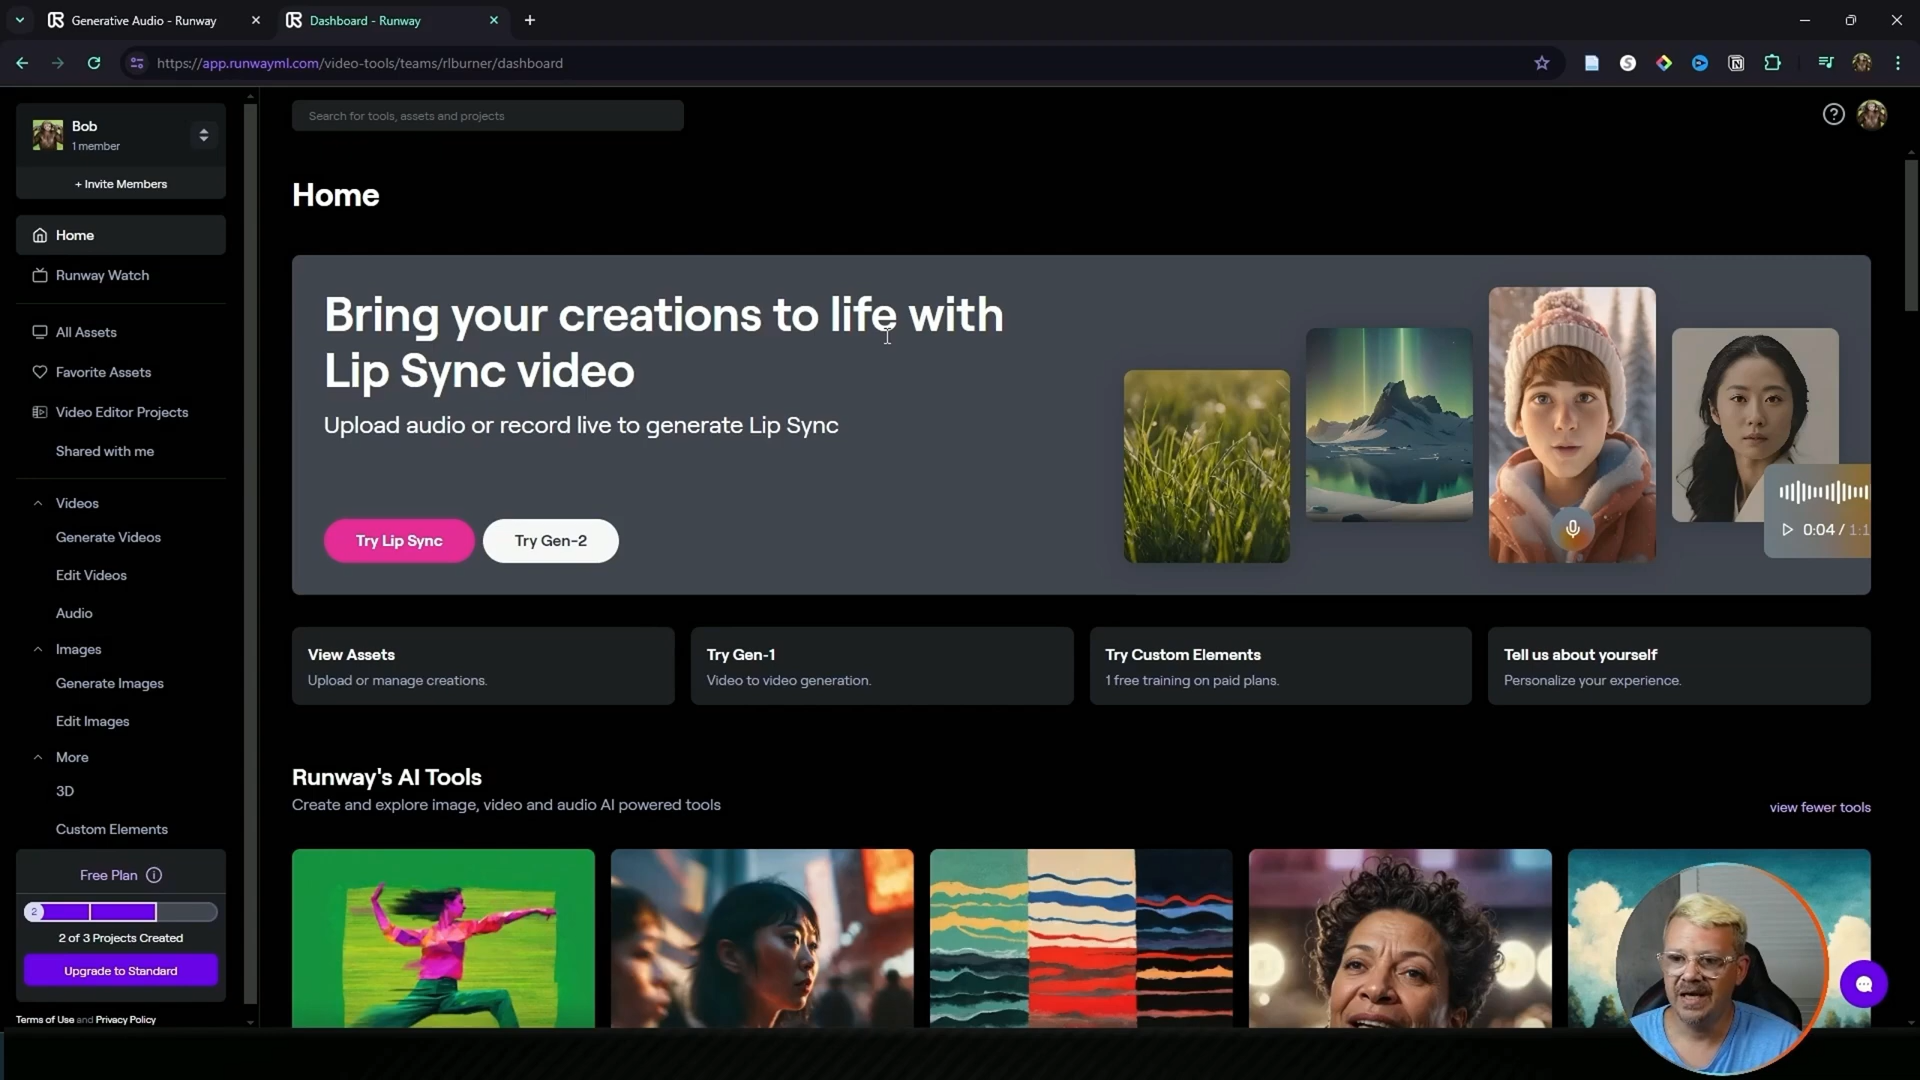 Generative Audio - Runway
Dashboard - Runway
https://app.runwayml.com/video-tools/teams/rlburner/dashboard
Bob
1 member
+ Invite Members
Home
Runway Watch
All Assets
Favorite Assets
Video Editor Projects
Shared with me
Videos
Generate Videos
Edit Videos
Audio
Images
Generate Images
Edit Images
More
3D
Custom Elements
Free Plan
2
2 of 3 Projects Created
Upgrade to Standard
Terms of Use and Privacy Policy
Search for tools, assets and projects
Home
Bring your creations to life with
Lip Sync video
Upload audio or record live to generate Lip Sync
Try Lip Sync
Try Gen-2
0:04 / 1:1
View Assets
Upload or manage creations.
Try Gen-1
Video to video generation.
Try Custom Elements
1 free training on paid plans.
Tell us about yourself
Personalize your experience.
Runway's AI Tools
Create and explore image, video and audio AI powered tools
view fewer tools